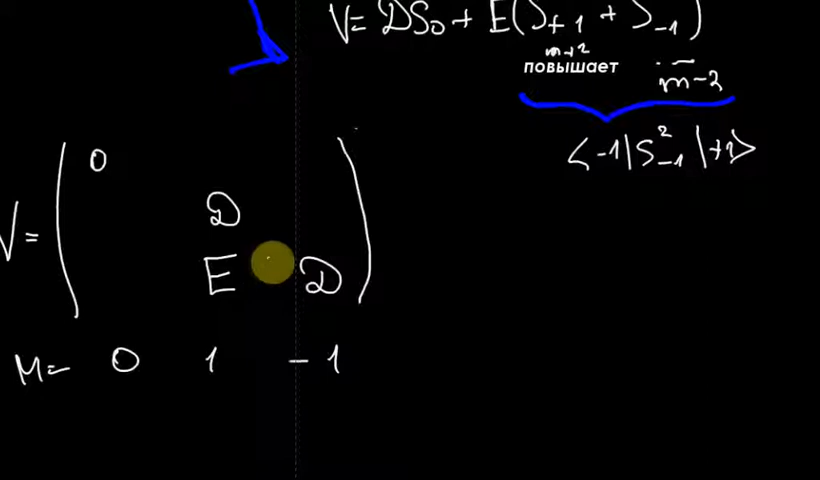 V= DS₀ + E(S₊₁ + S₋₁)
m+2
повышает
m-2
<-1|S²₋₁|+1>
0
D
V=
E D
M= 0 1 -1